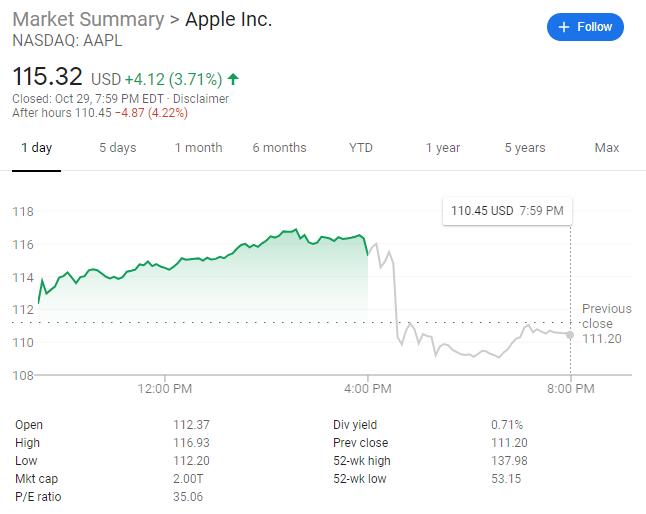 Market Summary > Apple Inc.
NASDAQ: AAPL
+ Follow
115.32 USD +4.12 (3.71%) ↑
Closed: Oct 29, 7:59 PM EDT · Disclaimer
After hours 110.45 −4.87 (4.22%)
1 day 5 days 1 month 6 months YTD 1 year 5 years Max
110.45 USD 7:59 PM
118
116
114
112
110
108
Previous
close
111.20
12:00 PM 4:00 PM 8:00 PM
Open 112.37 Div yield 0.71%
High 116.93 Prev close 111.20
Low 112.20 52-wk high 137.98
Mkt cap 2.00T 52-wk low 53.15
P/E ratio 35.06